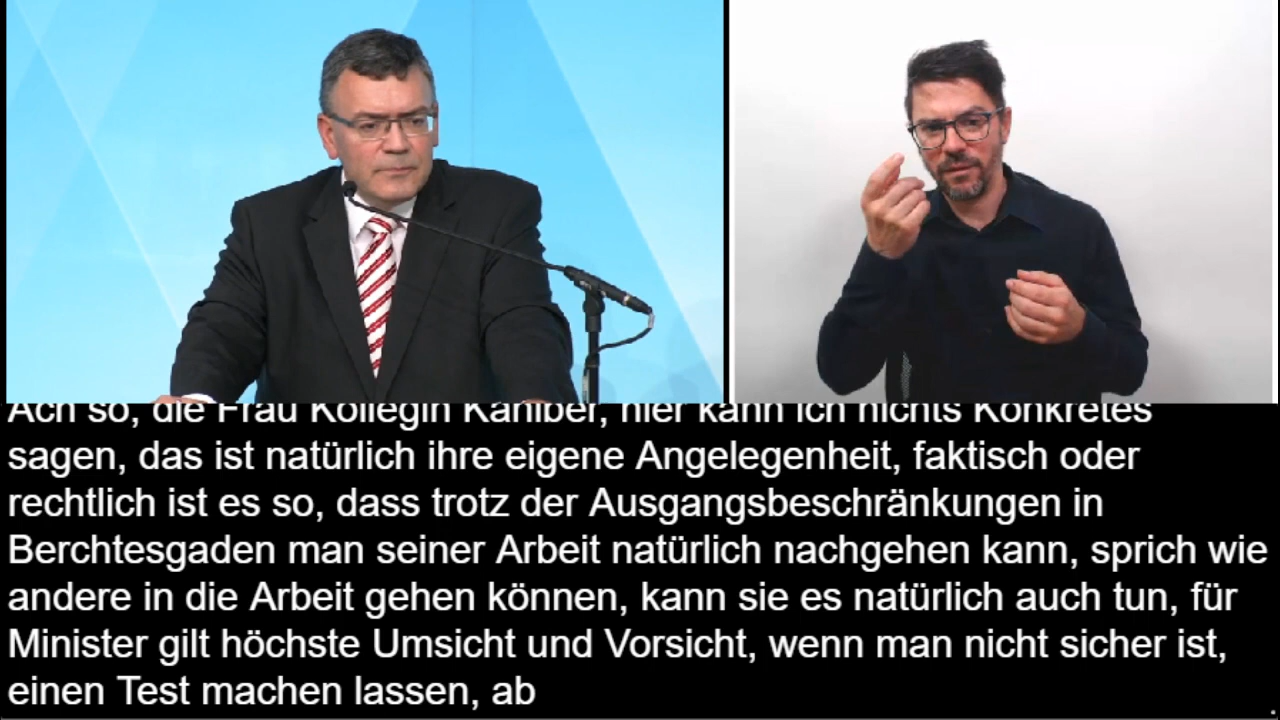 Ach so, die Frau Kollegin Kaniber, hier kann ich nichts Konkretes
sagen, das ist natürlich ihre eigene Angelegenheit, faktisch oder
rechtlich ist es so, dass trotz der Ausgangsbeschränkungen in
Berchtesgaden man seiner Arbeit natürlich nachgehen kann, sprich wie
andere in die Arbeit gehen können, kann sie es natürlich auch tun, für
Minister gilt höchste Umsicht und Vorsicht, wenn man nicht sicher ist,
einen Test machen lassen, ab